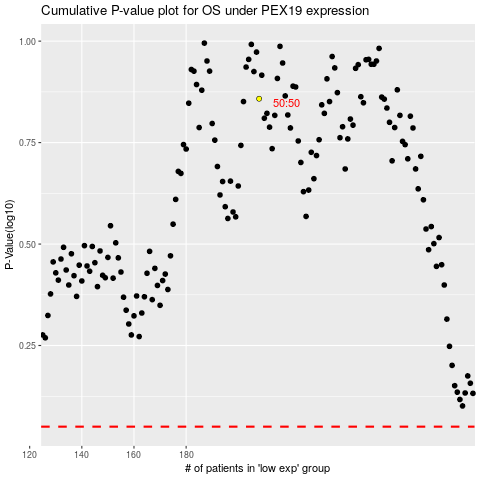 Cumulative P-value plot for OS under PEX19 expression
P-Value(log10)
1.00
0.75
0.50
0.25
50:50
120 140 160 180
# of patients in 'low exp' group